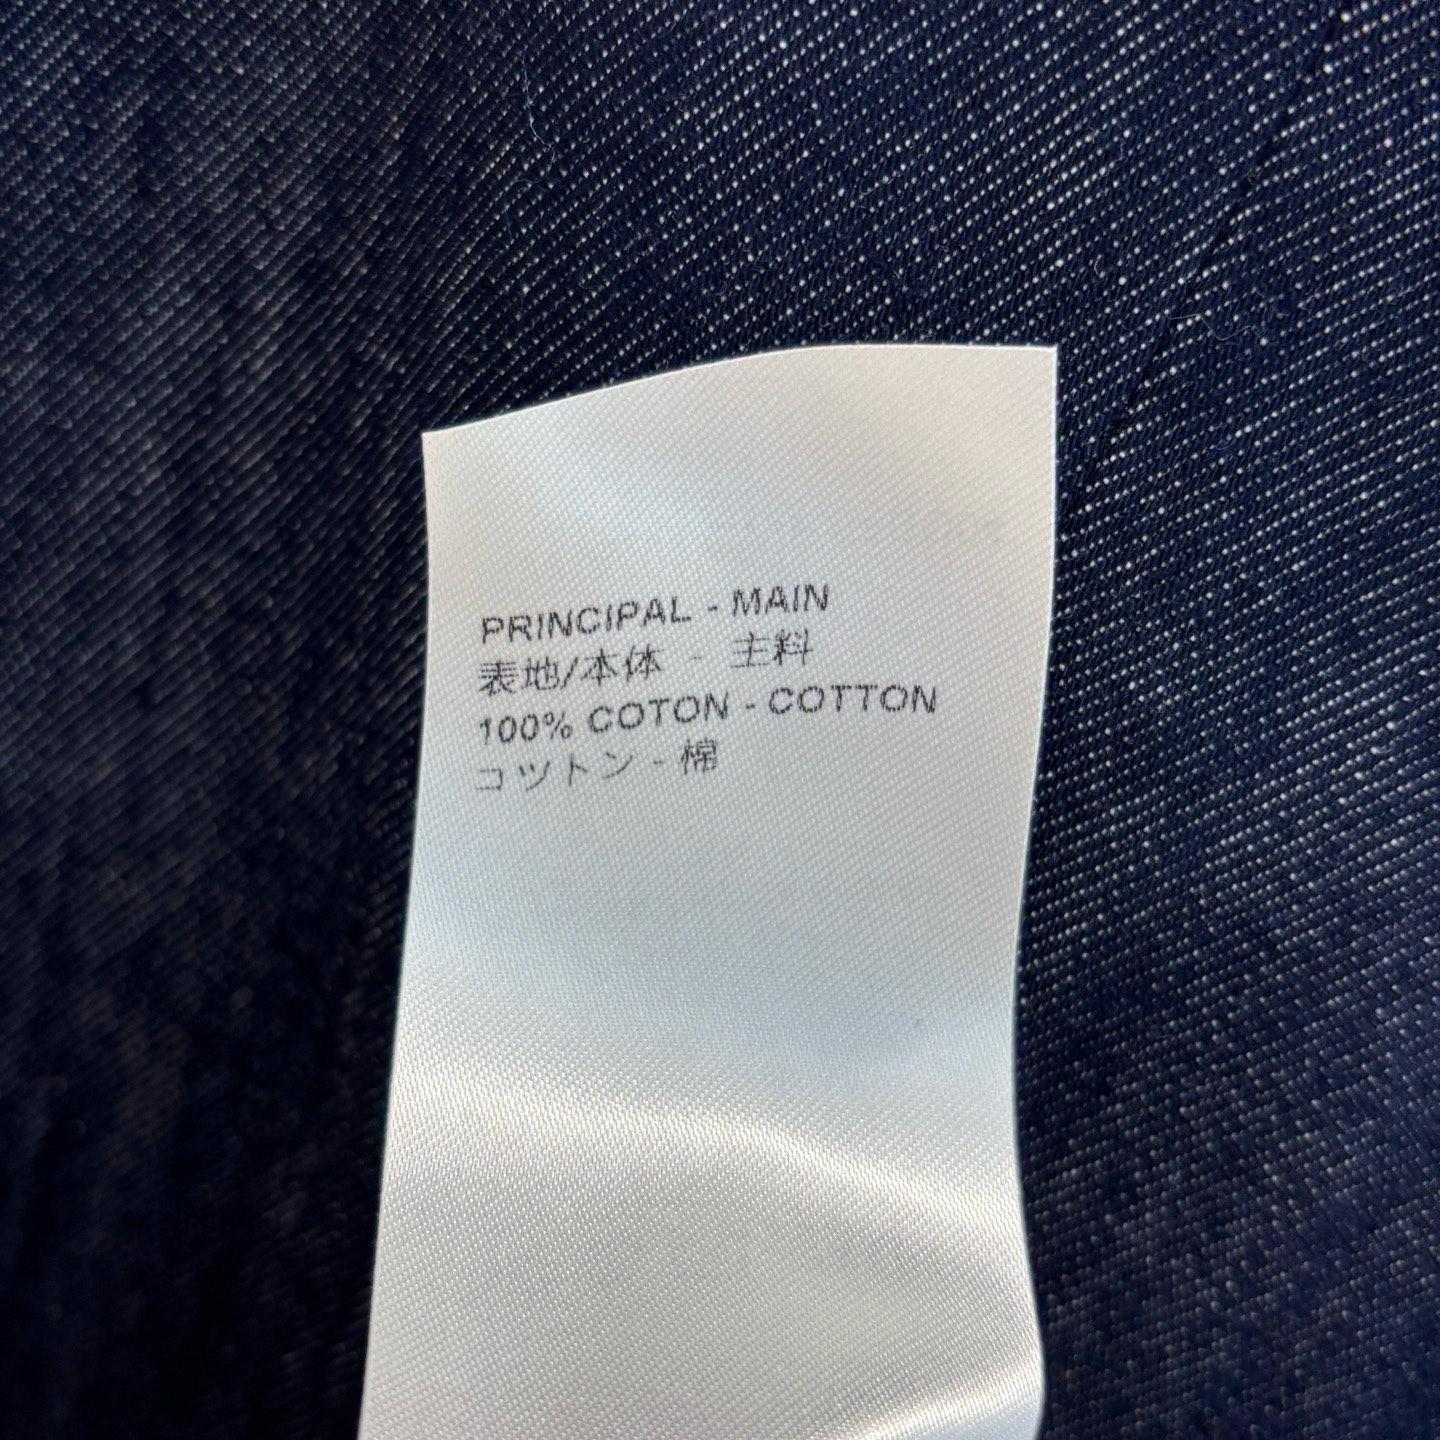 PRINCIPAL - MAIN
表地/本体 - 主料
100% COTON - COTTON
コットン - 棉